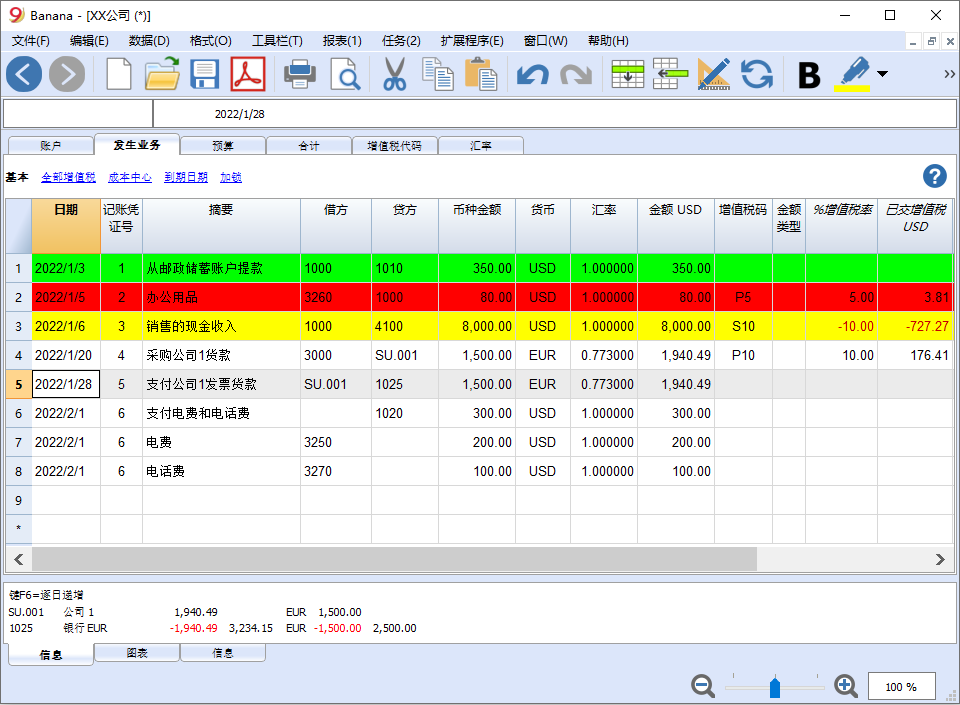 Banana - [XX公司 (*)]
文件(F) 编辑(E) 数据(D) 格式(O) 工具栏(T) 报表(1) 任务(2) 扩展程序(E) 窗口(W) 帮助(H)
B
2022/1/28
账户 发生业务 预算 合计 增值税代码 汇率
基本 全部增值税 成本中心 到期日期 加锁
日期 记账凭证号 摘要 借方 贷方 币种金额 货币 汇率 金额 USD 增值税码 金额类型 %增值税率 已交增值税 USD
1 2022/1/3 1 从邮政储蓄账户提款 1000 1010 350.00 USD 1.000000 350.00
2 2022/1/5 2 办公用品 3260 1000 80.00 USD 1.000000 80.00 P5 5.00 3.81
3 2022/1/6 3 销售的现金收入 1000 4100 8,000.00 USD 1.000000 8,000.00 S10 -10.00 -727.27
4 2022/1/20 4 采购公司1货款 3000 SU.001 1,500.00 EUR 0.773000 1,940.49 P10 10.00 176.41
5 2022/1/28 5 支付公司1发票货款 SU.001 1025 1,500.00 EUR 0.773000 1,940.49
6 2022/2/1 6 支付电费和电话费 1020 300.00 USD 1.000000 300.00
7 2022/2/1 6 电费 3250 200.00 USD 1.000000 200.00
8 2022/2/1 6 电话费 3270 100.00 USD 1.000000 100.00
9
*
键F6=逐日递增
SU.001 公司 1 1,940.49 EUR 1,500.00
1025 银行 EUR -1,940.49 3,234.15 EUR -1,500.00 2,500.00
信息 图表 信息
100 %